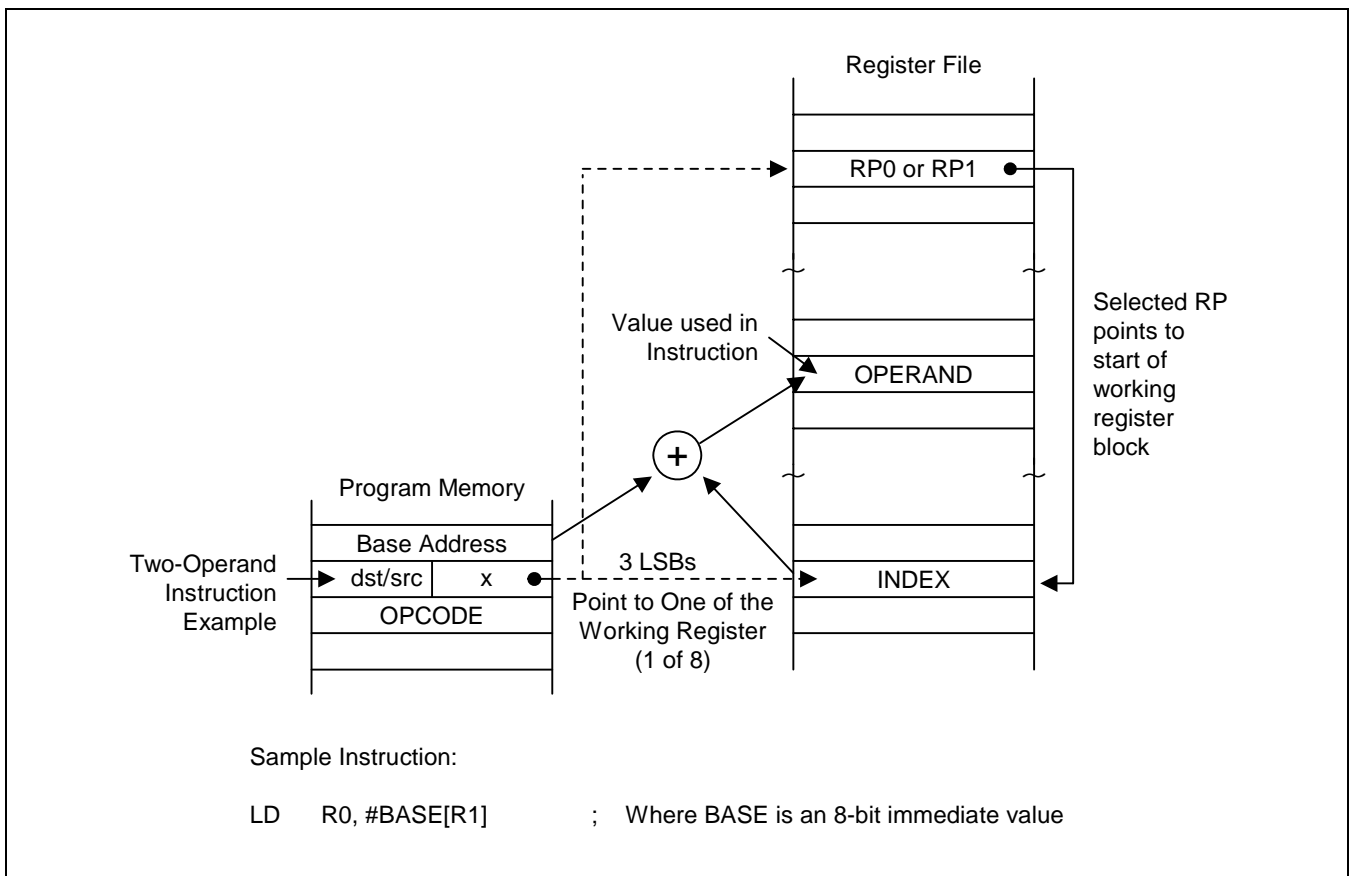 Register File
RP0 or RP1
Selected RP
points to
start of
working
register
block
Value used in
Instruction
OPERAND
+
Program Memory
Base Address
Two-Operand
Instruction
Example
dst/src
x
3 LSBs
INDEX
OPCODE
Point to One of the
Working Register
(1 of 8)
Sample Instruction:
LD R0, #BASE[R1] ; Where BASE is an 8-bit immediate value